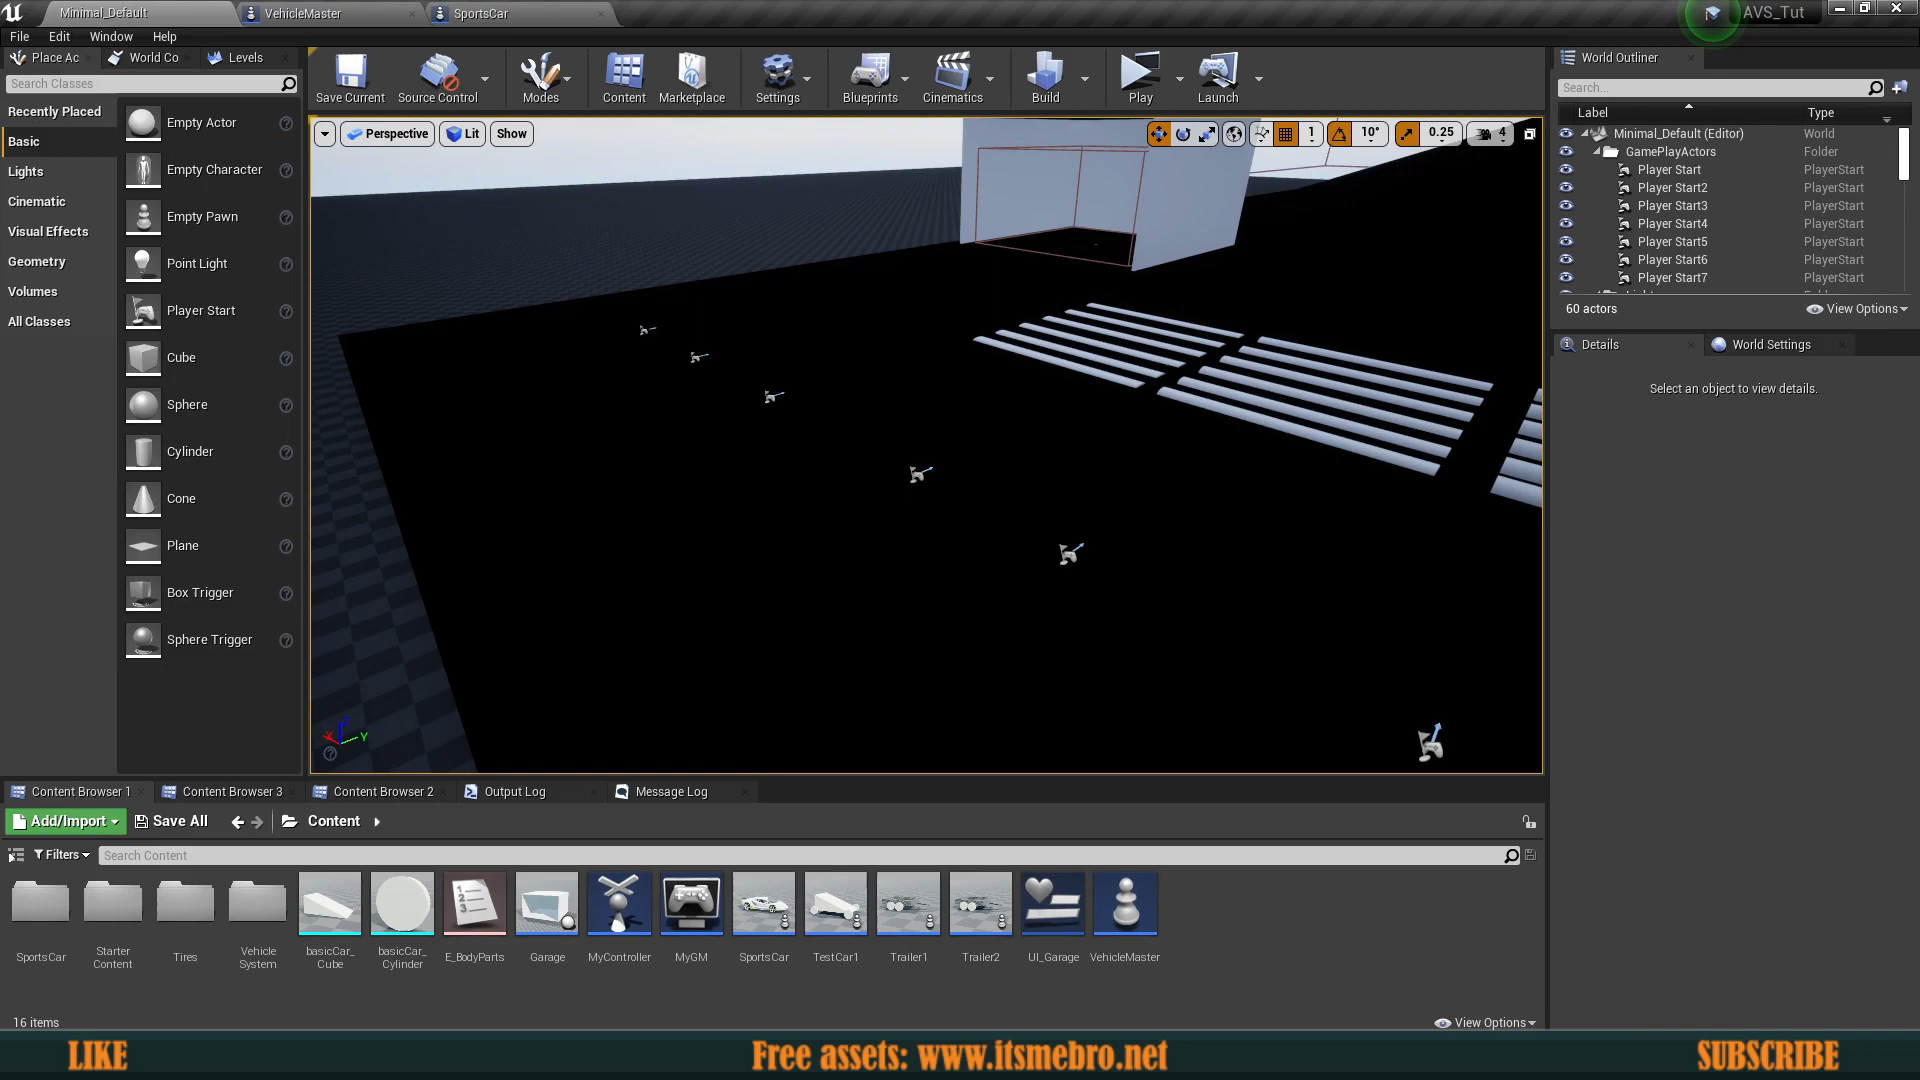 Minimal_Default
VehicleMaster
SportsCar
AVS_Tut
File Edit Window Help
Place Ac
World Co
Levels
Search Classes
Recently Placed
Basic
Lights
Cinematic
Visual Effects
Geometry
Volumes
All Classes
Empty Actor
Empty Character
Empty Pawn
Point Light
Player Start
Cube
Sphere
Cylinder
Cone
Plane
Box Trigger
Sphere Trigger
Save Current
Source Control
Modes
Content
Marketplace
Settings
Blueprints
Cinematics
Build
Play
Launch
Perspective
Lit
Show
1
10°
0.25
4
X
Y
World Outliner
Search...
Label Type
Minimal_Default (Editor) World
GamePlayActors Folder
Player Start PlayerStart
Player Start2 PlayerStart
Player Start3 PlayerStart
Player Start4 PlayerStart
Player Start5 PlayerStart
Player Start6 PlayerStart
Player Start7 PlayerStart
60 actors
View Options
Details
World Settings
Select an object to view details.
Content Browser 1
Content Browser 3
Content Browser 2
Output Log
Message Log
Add/Import
Save All
Content
Filters
Search Content
SportsCar
Starter
Content
Tires
Vehicle
System
basicCar_
Cube
basicCar_
Cylinder
E_BodyParts
Garage
MyController
MyGM
SportsCar
TestCar1
Trailer1
Trailer2
UI_Garage
VehicleMaster
16 items
View Options
LIKE
Free assets: www.itsmebro.net
SUBSCRIBE